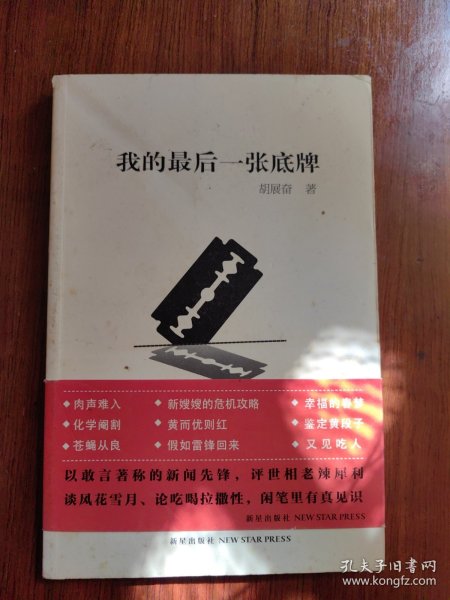 我的最后一张底牌
胡展奋 著
◆肉声难入 ◆新嫂嫂的危机攻略 ◆幸福的春梦
◆化学阉割 ◆黄而优则红 ◆鉴定黄段子
◆苍蝇从良 ◆假如雷锋回来 ◆又见吃人
以敢言著称的新闻先锋，评世相老辣犀利
谈风花雪月、论吃喝拉撒性，闲笔里有真见识
新星出版社 NEW STAR PRESS
新星出版社 NEW STAR PRESS
孔夫子旧书网
www.kongfz.com